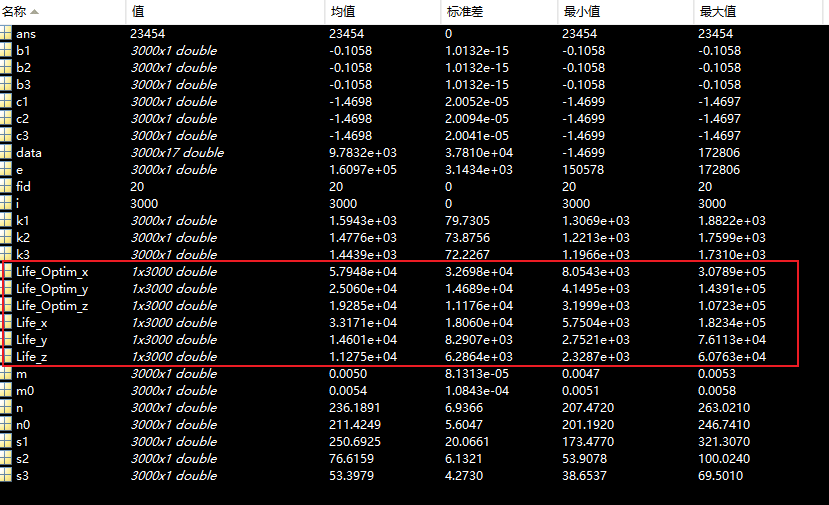 名称 值 均值 标准差 最小值 最大值
ans 23454 23454 0 23454 23454
b1 3000x1 double -0.1058 1.0132e-15 -0.1058 -0.1058
b2 3000x1 double -0.1058 1.0132e-15 -0.1058 -0.1058
b3 3000x1 double -0.1058 1.0132e-15 -0.1058 -0.1058
c1 3000x1 double -1.4698 2.0052e-05 -1.4699 -1.4697
c2 3000x1 double -1.4698 2.0094e-05 -1.4699 -1.4697
c3 3000x1 double -1.4698 2.0041e-05 -1.4699 -1.4697
data 3000x17 double 9.7832e+03 3.7810e+04 -1.4699 172806
e 3000x1 double 1.6097e+05 3.1434e+03 150578 172806
fid 20 20 0 20 20
i 3000 3000 0 3000 3000
k1 3000x1 double 1.5943e+03 79.7305 1.3069e+03 1.8822e+03
k2 3000x1 double 1.4776e+03 73.8756 1.2213e+03 1.7599e+03
k3 3000x1 double 1.4439e+03 72.2267 1.1966e+03 1.7310e+03
Life_Optim_x 1x3000 double 5.7948e+04 3.2698e+04 8.0543e+03 3.0789e+05
Life_Optim_y 1x3000 double 2.5060e+04 1.4689e+04 4.1495e+03 1.4391e+05
Life_Optim_z 1x3000 double 1.9285e+04 1.1176e+04 3.1999e+03 1.0723e+05
Life_x 1x3000 double 3.3171e+04 1.8060e+04 5.7504e+03 1.8234e+05
Life_y 1x3000 double 1.4601e+04 8.2907e+03 2.7521e+03 7.6113e+04
Life_z 1x3000 double 1.1275e+04 6.2864e+03 2.3287e+03 6.0763e+04
m 3000x1 double 0.0050 8.1313e-05 0.0047 0.0053
m0 3000x1 double 0.0054 1.0843e-04 0.0051 0.0058
n 3000x1 double 236.1891 6.9366 207.4720 263.0210
n0 3000x1 double 211.4249 5.6047 201.1920 246.7410
s1 3000x1 double 250.6925 20.0661 173.4770 321.3070
s2 3000x1 double 76.6159 6.1321 53.9078 100.0240
s3 3000x1 double 53.3979 4.2730 38.6537 69.5010